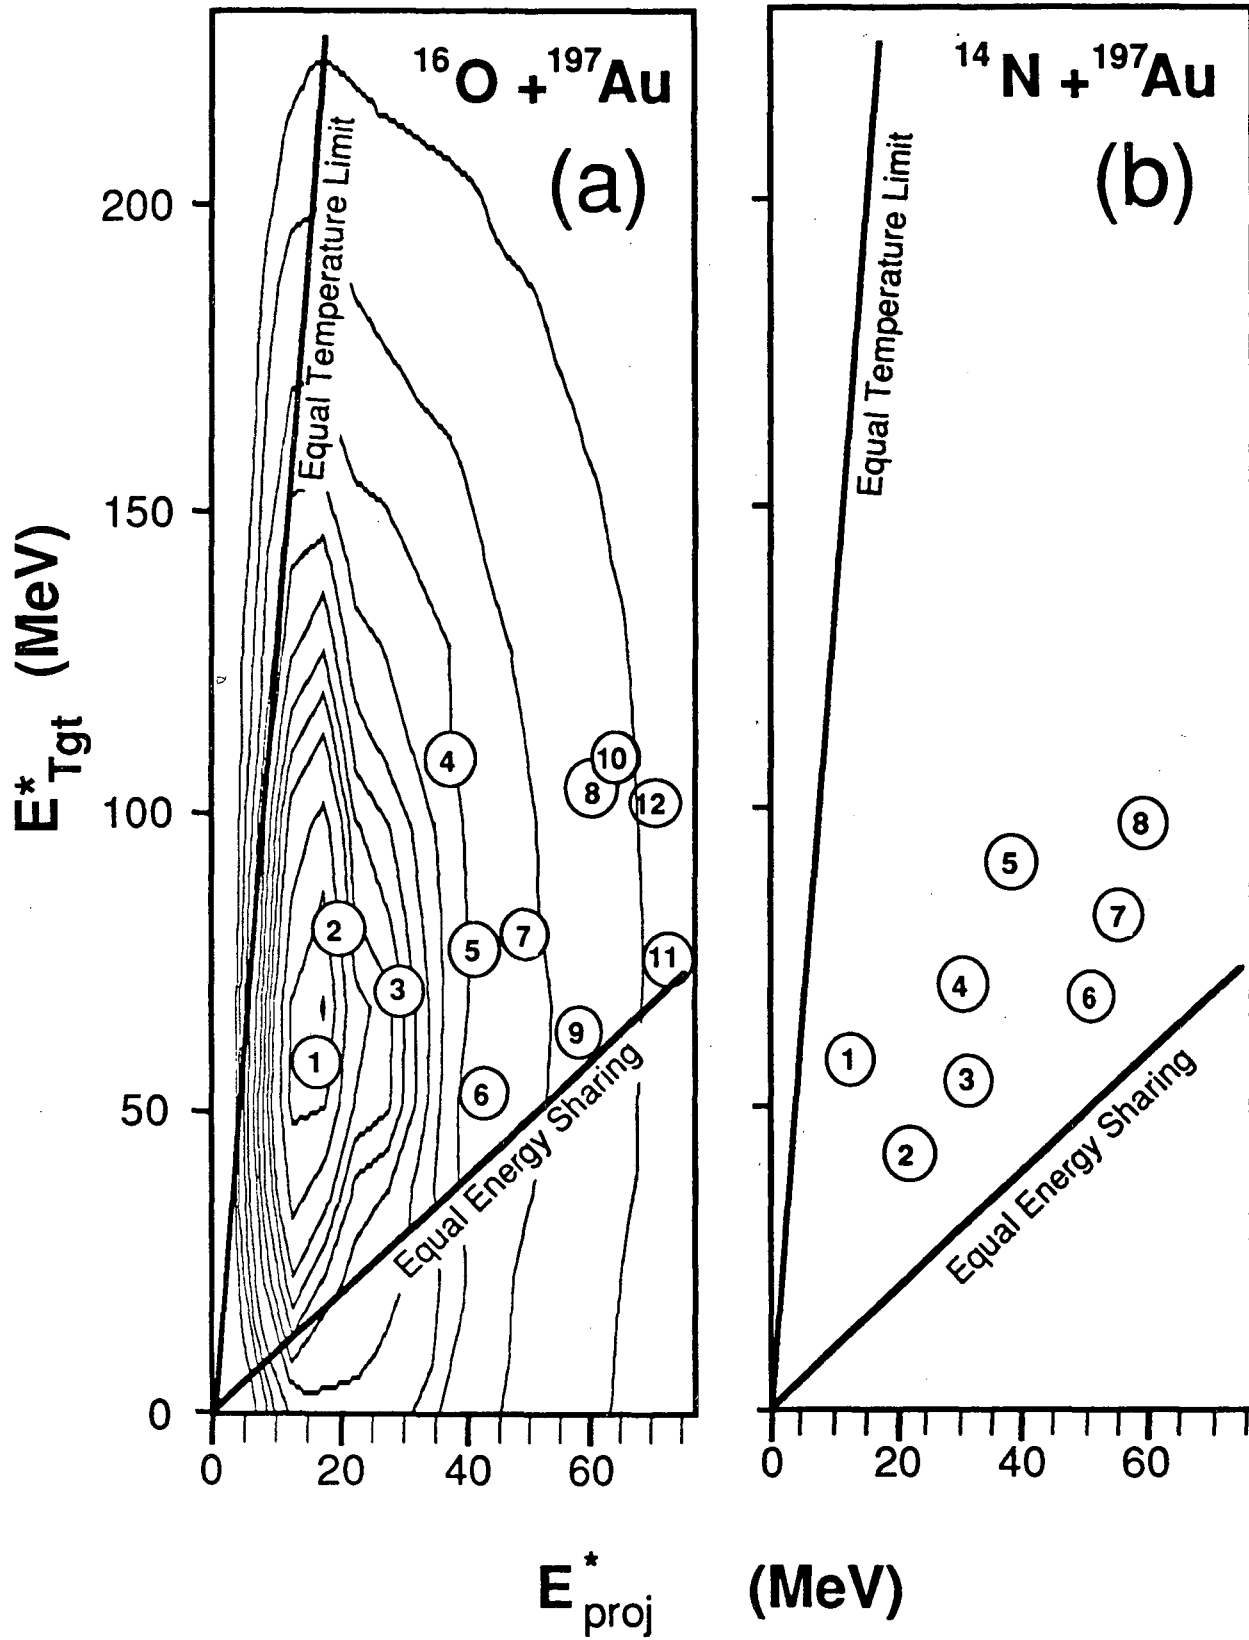 ¹⁶O + ¹⁹⁷Au
(a)
Equal Temperature Limit
Equal Energy Sharing
200
150
100
50
0
E*Tgt (MeV)
4
10
8
12
2
5
7
11
3
1
9
6
0 20 40 60
¹⁴N + ¹⁹⁷Au
(b)
Equal Temperature Limit
Equal Energy Sharing
8
5
7
4
6
1
3
2
0 20 40 60
E*proj (MeV)